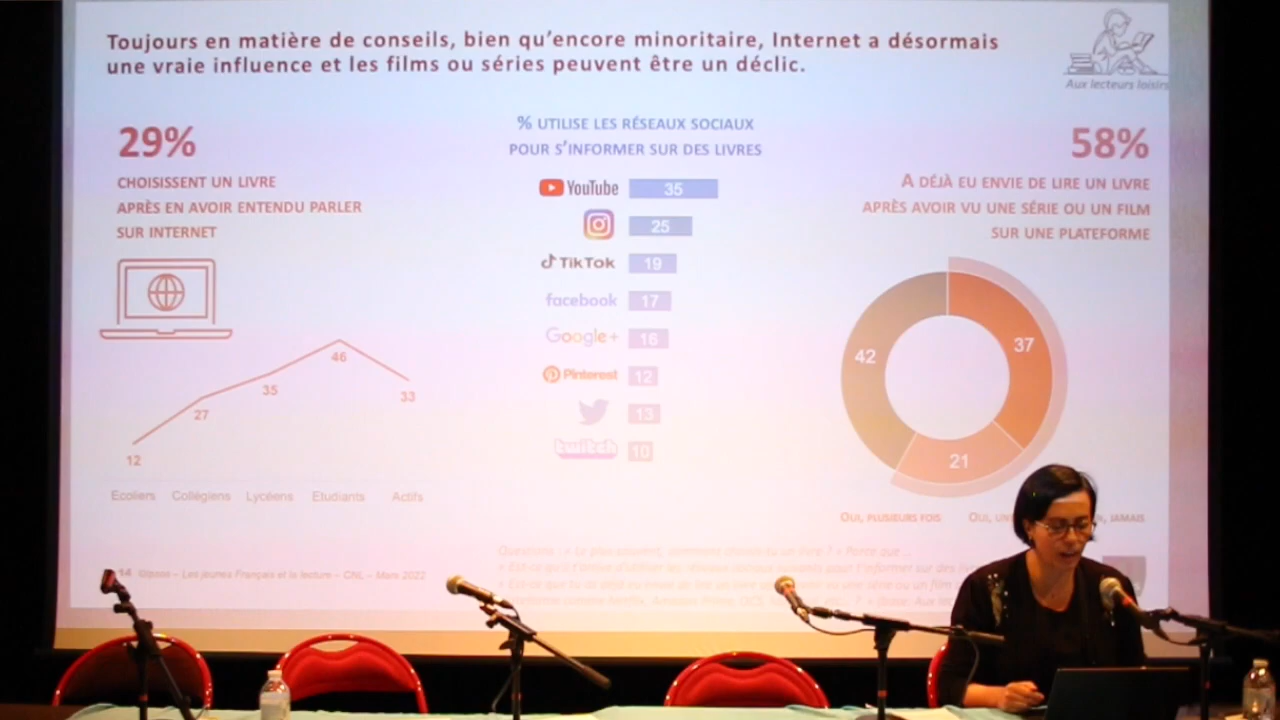 Toujours en matière de conseils, bien qu'encore minoritaire, Internet a désormais
une vraie influence et les films ou séries peuvent être un déclic.
Aux lecteurs loisirs
29%
CHOISISSENT UN LIVRE
APRÈS EN AVOIR ENTENDU PARLER
SUR INTERNET
12
27
35
46
33
Ecoliers Collégiens Lycéens Etudiants Actifs
% UTILISE LES RÉSEAUX SOCIAUX
POUR S'INFORMER SUR DES LIVRES
YouTube 35
25
TikTok 19
facebook 17
Google+ 16
Pinterest 12
13
twitch 10
58%
A DÉJÀ EU ENVIE DE LIRE UN LIVRE
APRÈS AVOIR VU UNE SÉRIE OU UN FILM
SUR UNE PLATEFORME
42
37
21
OUI, PLUSIEURS FOIS OUI, JAMAIS
14 Ipsos – Les jeunes Français et la lecture – CNL – Mars 2022